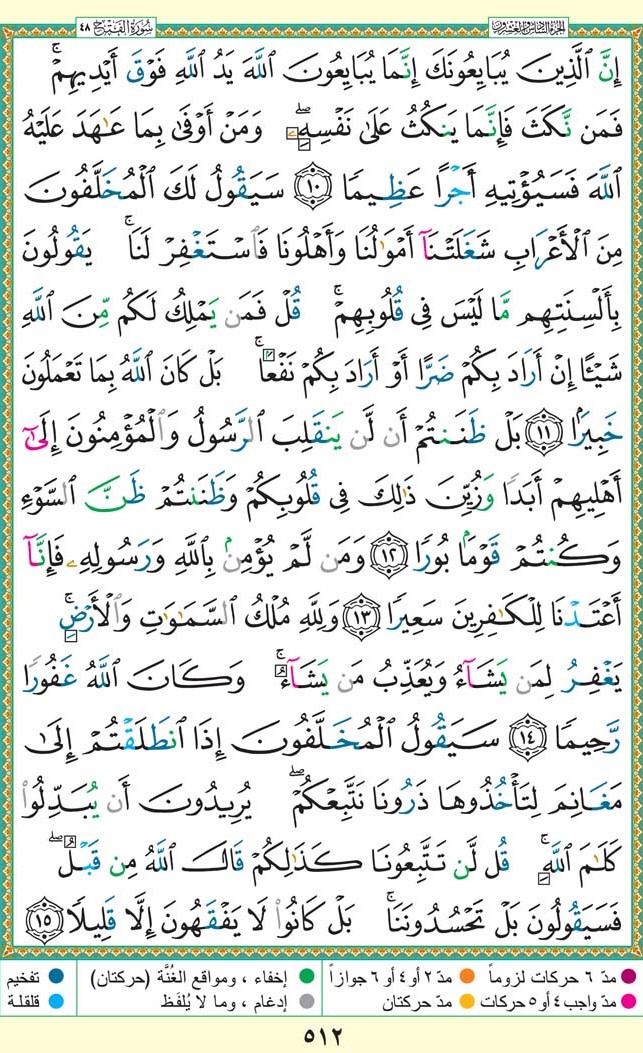 الجزء السادس والعشرون
سورة الفتح ٤٨
إِنَّ ٱلَّذِينَ يُبَايِعُونَكَ إِنَّمَا يُبَايِعُونَ ٱللَّهَ يَدُ ٱللَّهِ فَوْقَ أَيْدِيهِمْ ۚ
فَمَن نَّكَثَ فَإِنَّمَا يَنكُثُ عَلَىٰ نَفْسِهِۦ ۖ وَمَنْ أَوْفَىٰ بِمَا عَـٰهَدَ عَلَيْهُ
ٱللَّهَ فَسَيُؤْتِيهِ أَجْرًا عَظِيمًا ١٠ سَيَقُولُ لَكَ ٱلْمُخَلَّفُونَ
مِنَ ٱلْأَعْرَابِ شَغَلَتْنَآ أَمْوَٰلُنَا وَأَهْلُونَا فَٱسْتَغْفِرْ لَنَا ۚ يَقُولُونَ
بِأَلْسِنَتِهِم مَّا لَيْسَ فِى قُلُوبِهِمْ ۚ قُلْ فَمَن يَمْلِكُ لَكُم مِّنَ ٱللَّهِ
شَيْـًٔا إِنْ أَرَادَ بِكُمْ ضَرًّا أَوْ أَرَادَ بِكُمْ نَفْعًۢا ۚ بَلْ كَانَ ٱللَّهُ بِمَا تَعْمَلُونَ
خَبِيرًۢا ١١ بَلْ ظَنَنتُمْ أَن لَّن يَنقَلِبَ ٱلرَّسُولُ وَٱلْمُؤْمِنُونَ إِلَىٰٓ
أَهْلِيهِمْ أَبَدًا وَزُيِّنَ ذَٰلِكَ فِى قُلُوبِكُمْ وَظَنَنتُمْ ظَنَّ ٱلسَّوْءِ
وَكُنتُمْ قَوْمًۢا بُورًا ١٢ وَمَن لَّمْ يُؤْمِنۢ بِٱللَّهِ وَرَسُولِهِۦ فَإِنَّآ
أَعْتَدْنَا لِلْكَـٰفِرِينَ سَعِيرًا ١٣ وَلِلَّهِ مُلْكُ ٱلسَّمَـٰوَٰتِ وَٱلْأَرْضِ ۚ
يَغْفِرُ لِمَن يَشَآءُ وَيُعَذِّبُ مَن يَشَآءُ ۚ وَكَانَ ٱللَّهُ غَفُورًا
رَّحِيمًا ١٤ سَيَقُولُ ٱلْمُخَلَّفُونَ إِذَا ٱنطَلَقْتُمْ إِلَىٰ
مَغَانِمَ لِتَأْخُذُوهَا ذَرُونَا نَتَّبِعْكُمْ ۖ يُرِيدُونَ أَن يُبَدِّلُوا۟
كَلَـٰمَ ٱللَّهِ ۚ قُل لَّن تَتَّبِعُونَا كَذَٰلِكُمْ قَالَ ٱللَّهُ مِن قَبْلُ ۖ
فَسَيَقُولُونَ بَلْ تَحْسُدُونَنَا ۚ بَلْ كَانُوا۟ لَا يَفْقَهُونَ إِلَّا قَلِيلًا ١٥
مدّ ٦ حركات لزوماً مدّ ٢ أو ٤ أو ٦ جوازاً إخفاء ، ومواقع الغُنَّة (حركتان) تفخيم
مدّ واجب ٤ أو ٥ حركات مدّ حركتان إدغام ، وما لا يُلفَظ قلقلة
٥١٢